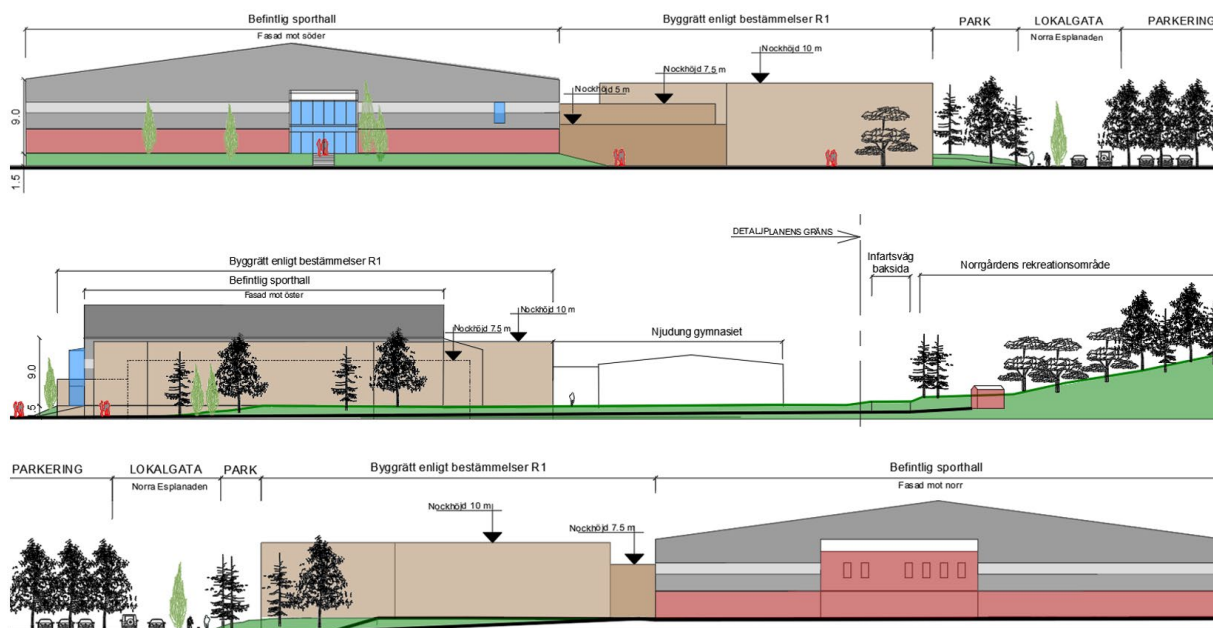 Befintlig sporthall
Fasad mot söder
Byggrätt enligt bestämmelser R1
PARK
LOKALGATA
Norra Esplanaden
PARKERING
Nockhöjd 10 m
Nockhöjd 7.5 m
Nockhöjd 5 m
9.0
1.5
DETALJPLANENS GRÄNS
Byggrätt enligt bestämmelser R1
Befintlig sporthall
Fasad mot öster
Infartsväg
baksida
Norrgårdens rekreationsområde
Nockhöjd 10 m
Nockhöjd 7.5 m
Njudung gymnasiet
9.0
.5
PARKERING
LOKALGATA
Norra Esplanaden
PARK
Byggrätt enligt bestämmelser R1
Befintlig sporthall
Fasad mot norr
Nockhöjd 10 m
Nockhöjd 7.5 m